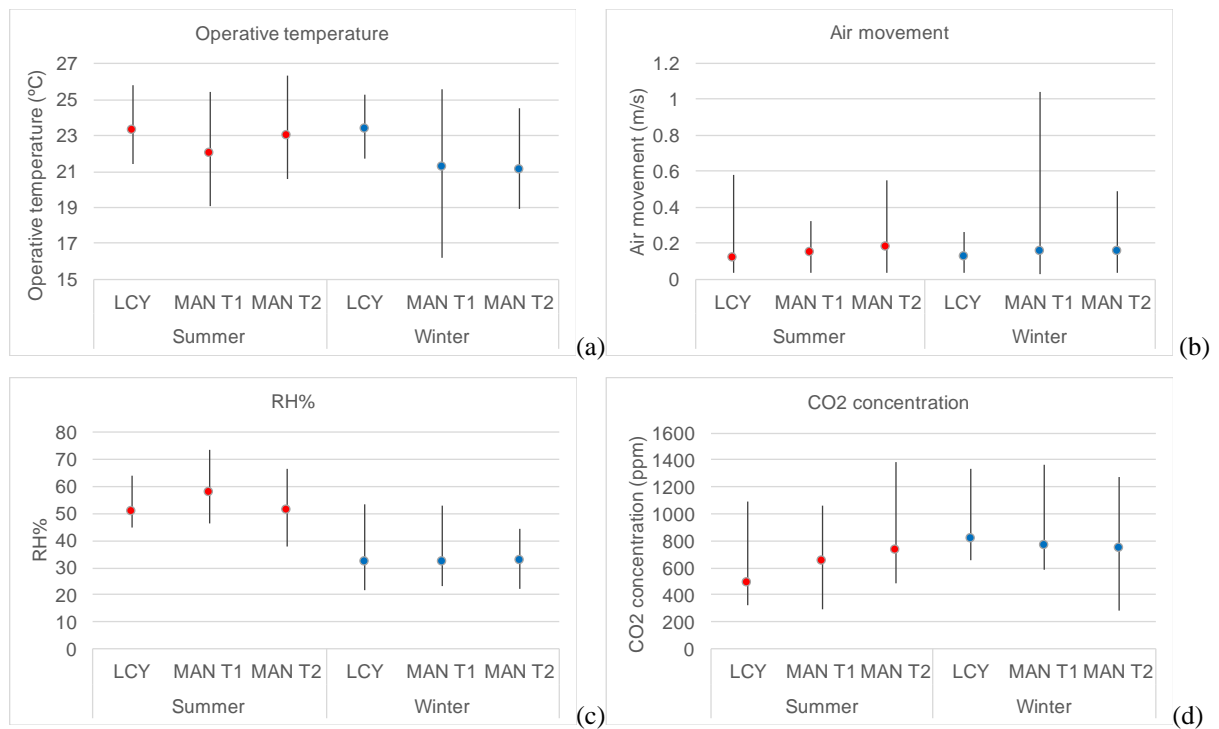 Operative temperature
Operative temperature (ºC)
27
25
23
21
19
17
15
LCY MAN T1 MAN T2 LCY MAN T1 MAN T2
Summer Winter
(a)
Air movement
Air movement (m/s)
1.2
1
0.8
0.6
0.4
0.2
0
LCY MAN T1 MAN T2 LCY MAN T1 MAN T2
Summer Winter
(b)
RH%
RH%
80
70
60
50
40
30
20
10
0
LCY MAN T1 MAN T2 LCY MAN T1 MAN T2
Summer Winter
(c)
CO2 concentration
CO2 concentration (ppm)
1600
1400
1200
1000
800
600
400
200
0
LCY MAN T1 MAN T2 LCY MAN T1 MAN T2
Summer Winter
(d)